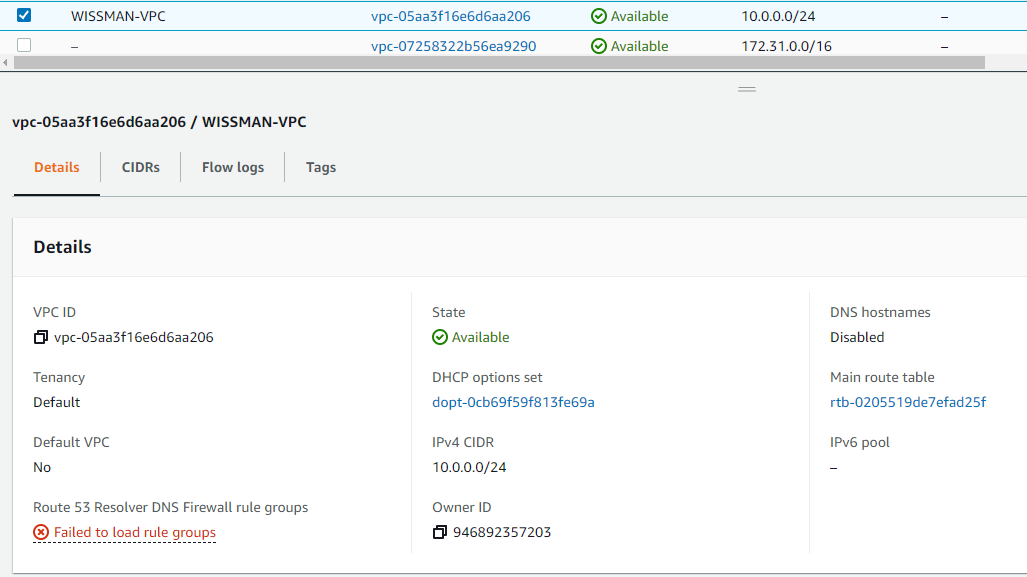 WISSMAN-VPC vpc-05aa3f16e6d6aa206 Available 10.0.0.0/24 –
– vpc-07258322b56ea9290 Available 172.31.0.0/16 –
vpc-05aa3f16e6d6aa206 / WISSMAN-VPC
Details CIDRs Flow logs Tags
Details
VPC ID State DNS hostnames
vpc-05aa3f16e6d6aa206 Available Disabled
Tenancy DHCP options set Main route table
Default dopt-0cb69f59f813fe69a rtb-0205519de7efad25f
Default VPC IPv4 CIDR IPv6 pool
No 10.0.0.0/24 –
Route 53 Resolver DNS Firewall rule groups Owner ID
Failed to load rule groups 946892357203